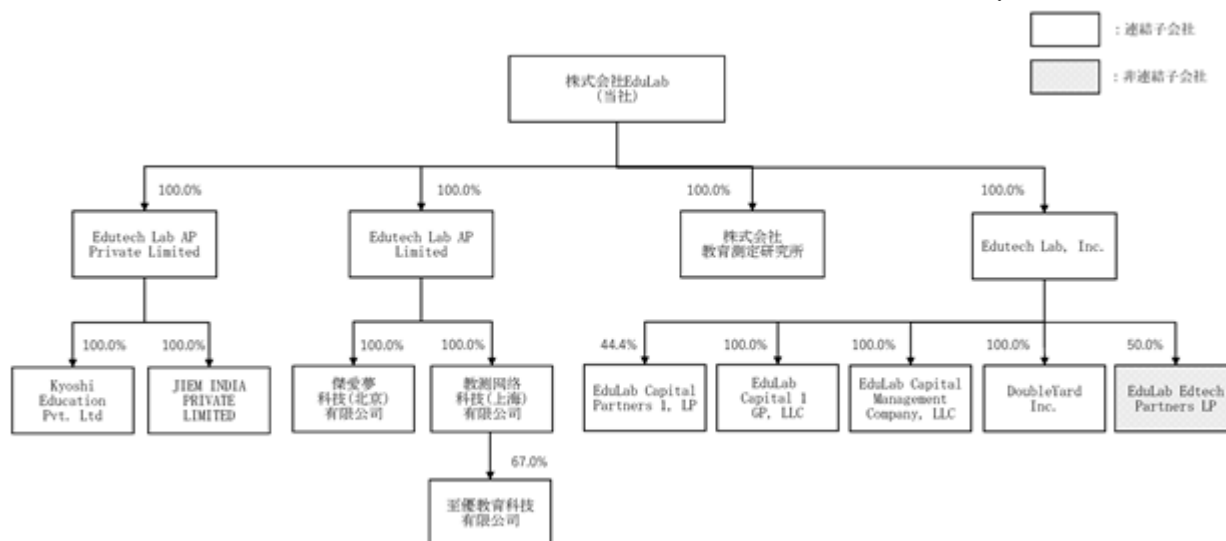 ：連結子会社
：非連結子会社
株式会社EduLab
(当社)
100.0%
100.0%
100.0%
100.0%
Edutech Lab AP
Private Limited
Edutech Lab AP
Limited
株式会社
教育測定研究所
Edutech Lab, Inc.
100.0%
100.0%
100.0%
100.0%
44.4%
100.0%
100.0%
100.0%
50.0%
Kyoshi
Education
Pvt. Ltd
JIEM INDIA
PRIVATE
LIMITED
傑愛夢
科技(北京)
有限公司
教測网络
科技(上海)
有限公司
EduLab Capital
Partners 1, LP
EduLab
Capital 1
GP, LLC
EduLab Capital
Management
Company, LLC
DoubleYard
Inc.
EduLab Edtech
Partners LP
67.0%
至優教育科技
有限公司